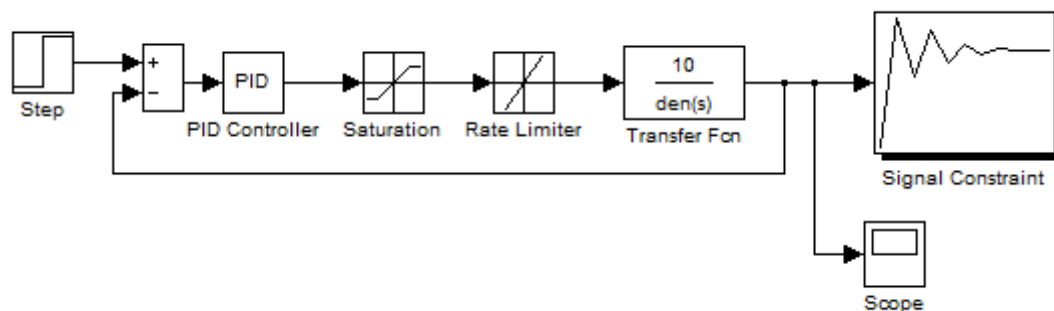 Step
+
−
PID
PID Controller
Saturation
Rate Limiter
10
den(s)
Transfer Fcn
Signal Constraint
Scope